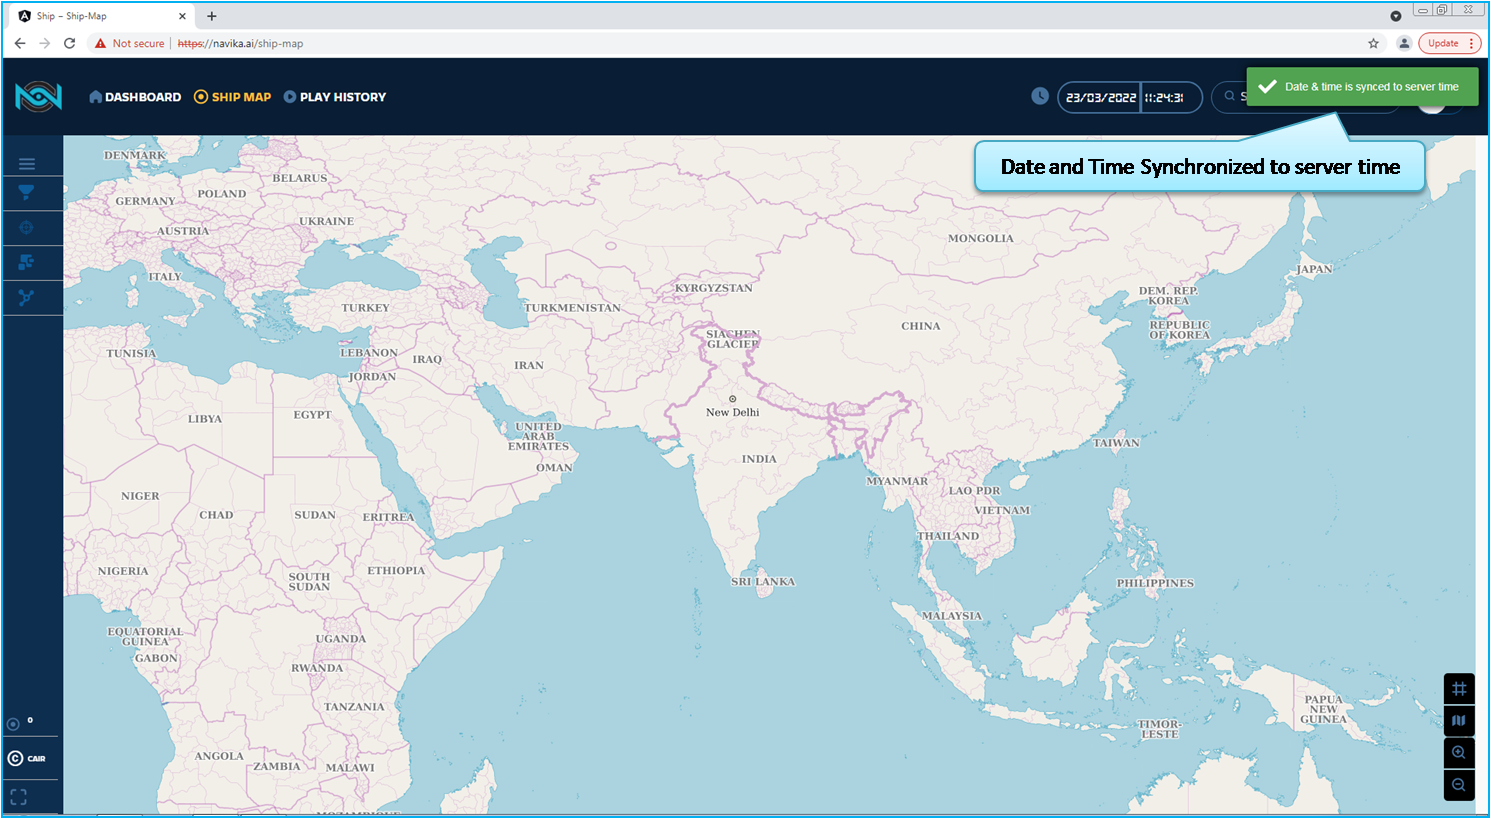 Ship – Ship-Map
Not secure
https://navika.ai/ship-map
Update
DASHBOARD
SHIP MAP
PLAY HISTORY
23/03/2022
11:24:31
Date & time is synced to server time
Date and Time Synchronized to server time
DENMARK
BELARUS
POLAND
GERMANY
UKRAINE
AUSTRIA
MONGOLIA
ITALY
JAPAN
KYRGYZSTAN
DEM. REP.
KOREA
TURKEY
TURKMENISTAN
CHINA
REPUBLIC
OF KOREA
SIACHEN
GLACIER
TUNISIA
LEBANON
IRAQ
IRAN
JORDAN
LIBYA
EGYPT
New Delhi
UNITED
ARAB
EMIRATES
TAIWAN
INDIA
OMAN
MYANMAR
LAO PDR
NIGER
CHAD
SUDAN
ERITREA
VIETNAM
THAILAND
NIGERIA
SOUTH
SUDAN
ETHIOPIA
SRI LANKA
PHILIPPINES
MALAYSIA
EQUATORIAL
GUINEA
UGANDA
GABON
RWANDA
TANZANIA
PAPUA
NEW
GUINEA
TIMOR-
LESTE
0
CAIR
ANGOLA
ZAMBIA
MALAWI
MOZAMBIQUE